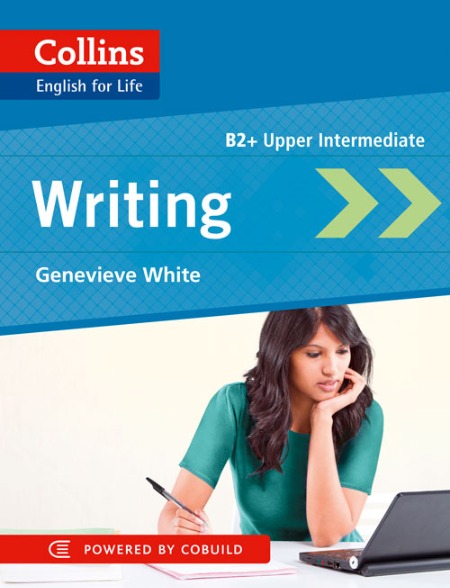 Collins
English for Life
B2+ Upper Intermediate
Writing
Genevieve White
POWERED BY COBUILD